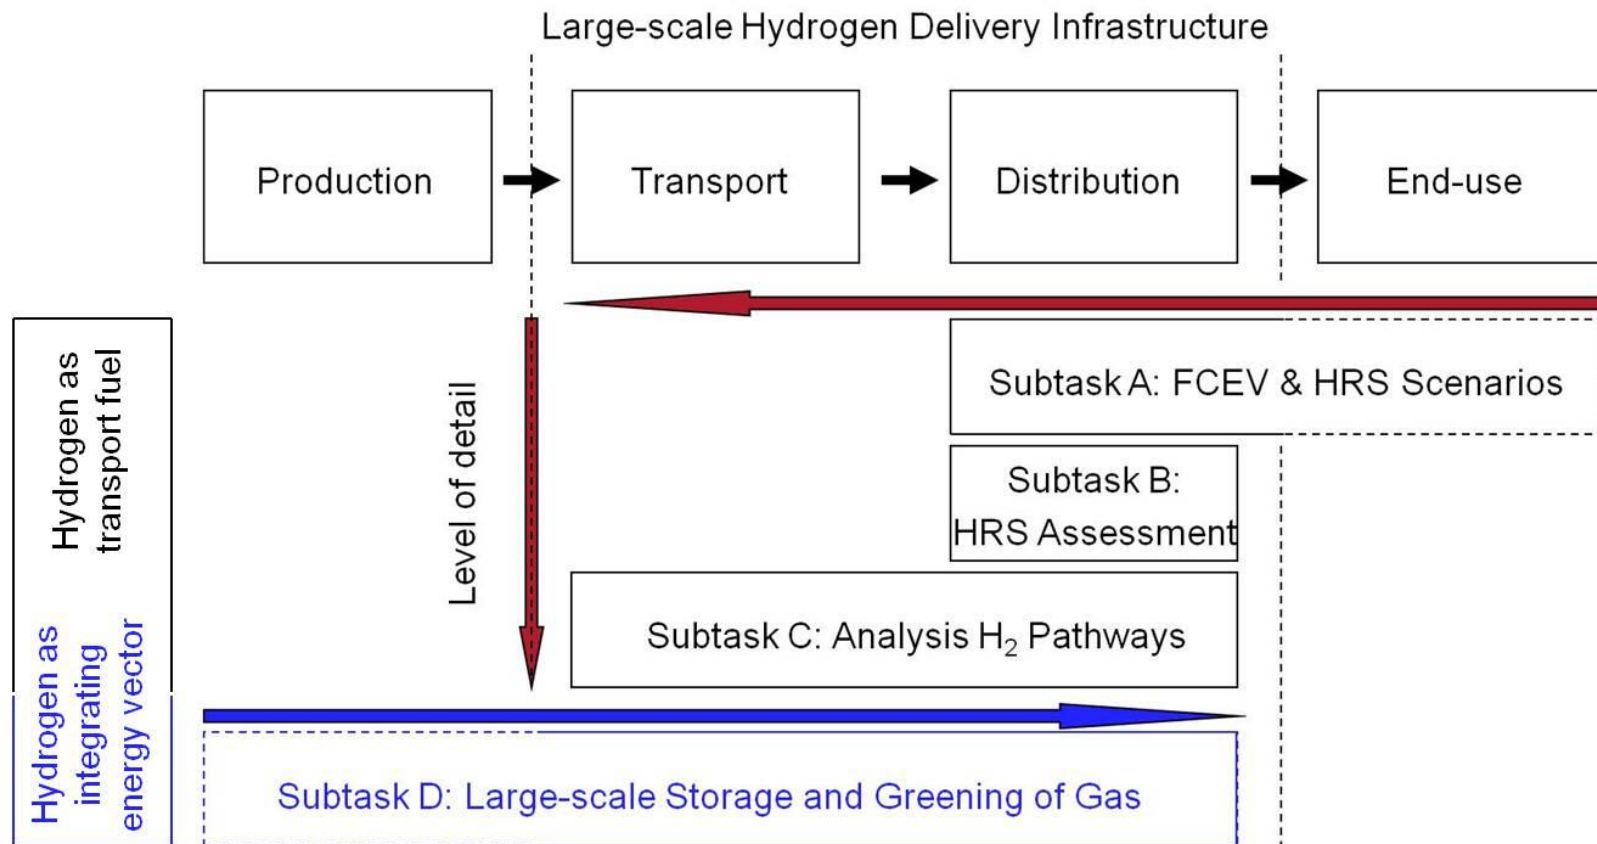 Large-scale Hydrogen Delivery Infrastructure
Production
Transport
Distribution
End-use
Hydrogen as
transport fuel
Level of detail
Subtask A: FCEV & HRS Scenarios
Subtask B:
HRS Assessment
Subtask C: Analysis H₂ Pathways
Hydrogen as
integrating
energy vector
Subtask D: Large-scale Storage and Greening of Gas